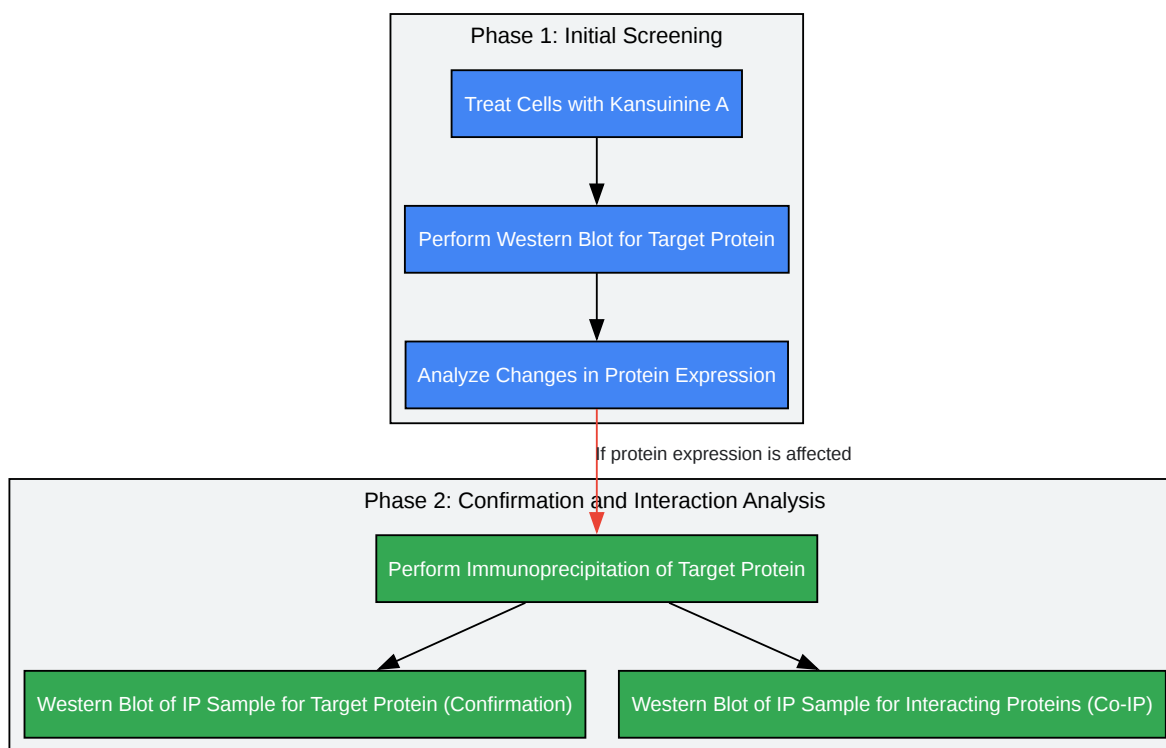 Phase 1: Initial Screening
Treat Cells with Kansuinine A
Perform Western Blot for Target Protein
Analyze Changes in Protein Expression
If protein expression is affected
Phase 2: Confirmation and Interaction Analysis
Perform Immunoprecipitation of Target Protein
Western Blot of IP Sample for Target Protein (Confirmation)
Western Blot of IP Sample for Interacting Proteins (Co-IP)